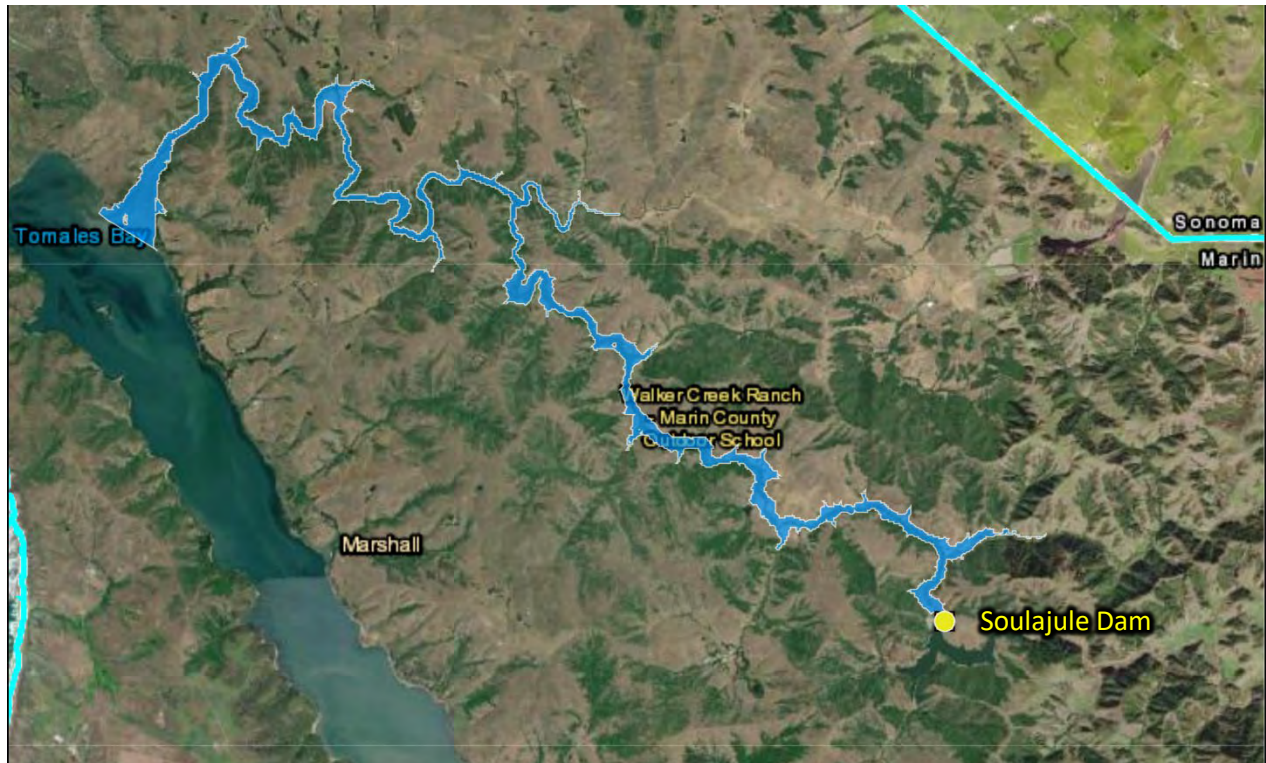 Tomales Bay
Sonoma
Marin
Walker Creek Ranch
- Marin County
Outdoor School
Marshall
Soulajule Dam